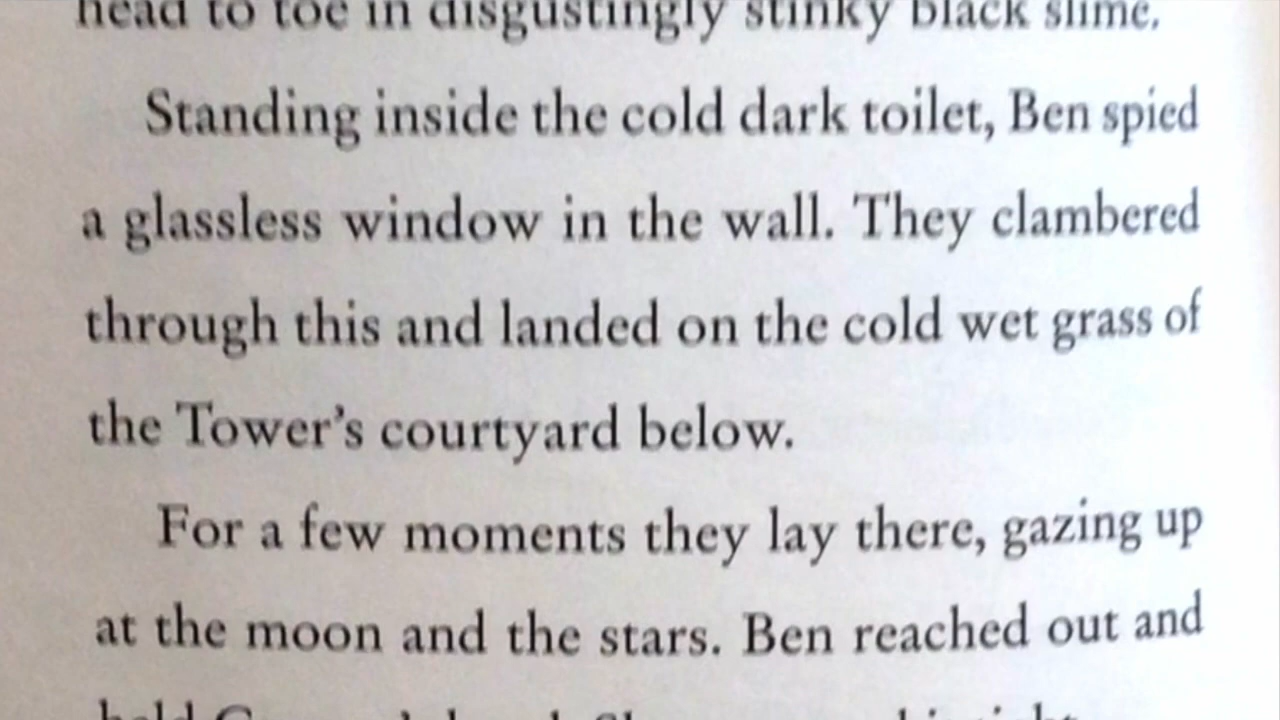 head to toe in disgustingly stinky black slime.
Standing inside the cold dark toilet, Ben spied
a glassless window in the wall. They clambered
through this and landed on the cold wet grass of
the Tower’s courtyard below.
For a few moments they lay there, gazing up
at the moon and the stars. Ben reached out and
held